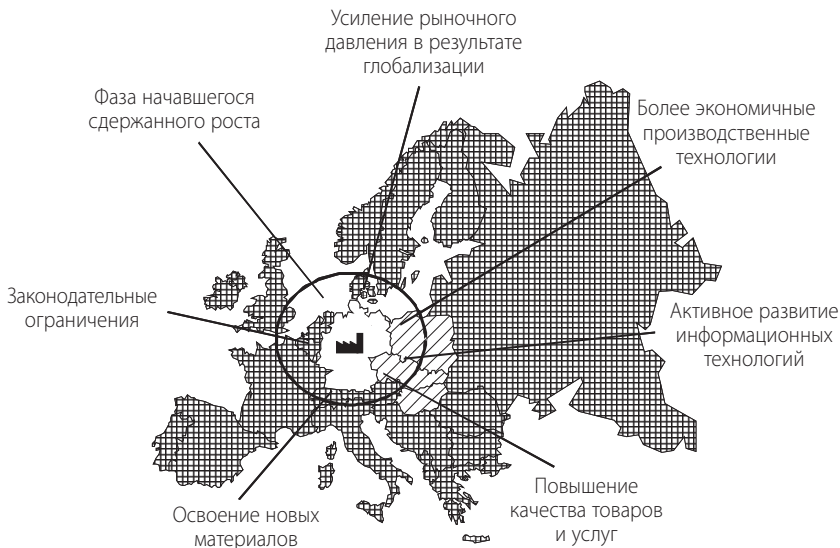 Усиление рыночного
давления в результате
глобализации
Фаза начавшегося
сдержанного роста
Более экономичные
производственные
технологии
Законодательные
ограничения
Активное развитие
информационных
технологий
Освоение новых
материалов
Повышение
качества товаров
и услуг